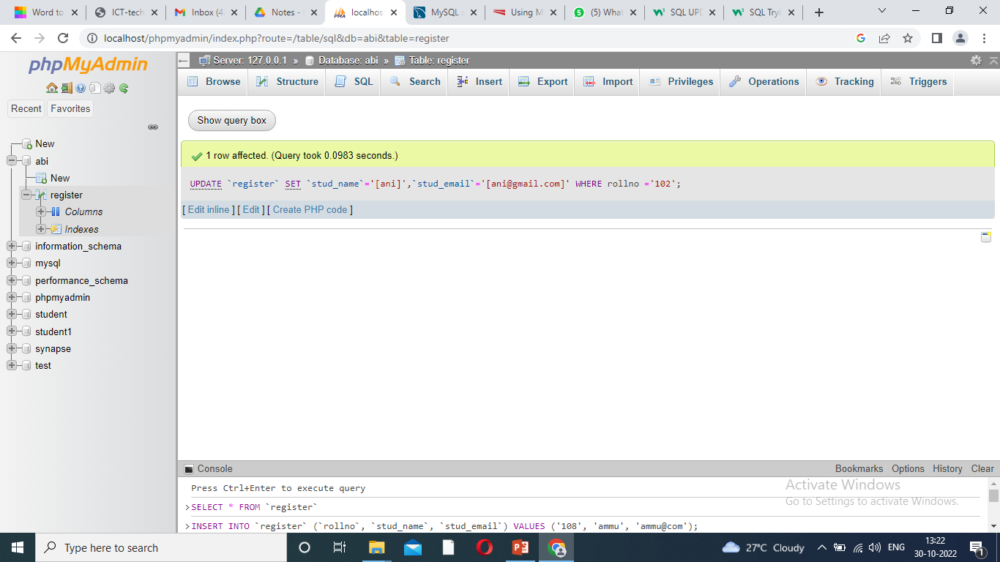 Word to
ICT-tech
Inbox (4
Notes -
localhos
MySQL
Using M
(5) What
SQL UPD
SQL Tryi
localhost/phpmyadmin/index.php?route=/table/sql&db=abi&table=register
phpMyAdmin
Recent Favorites
New
abi
New
register
Columns
Indexes
information_schema
mysql
performance_schema
phpmyadmin
student
student1
synapse
test
Server: 127.0.0.1 » Database: abi » Table: register
Browse Structure SQL Search Insert Export Import Privileges Operations Tracking Triggers
Show query box
1 row affected. (Query took 0.0983 seconds.)
UPDATE `register` SET `stud_name`='[ani]',`stud_email`='[ani@gmail.com]' WHERE rollno ='102';
[ Edit inline ] [ Edit ] [ Create PHP code ]
Console Bookmarks Options History Clear
Press Ctrl+Enter to execute query
>SELECT * FROM `register`
>INSERT INTO `register` (`rollno`, `stud_name`, `stud_email`) VALUES ('108', 'ammu', 'ammu@com');
Activate Windows
Go to Settings to activate Windows.
Type here to search
27°C Cloudy
ENG
13:22
30-10-2022
1